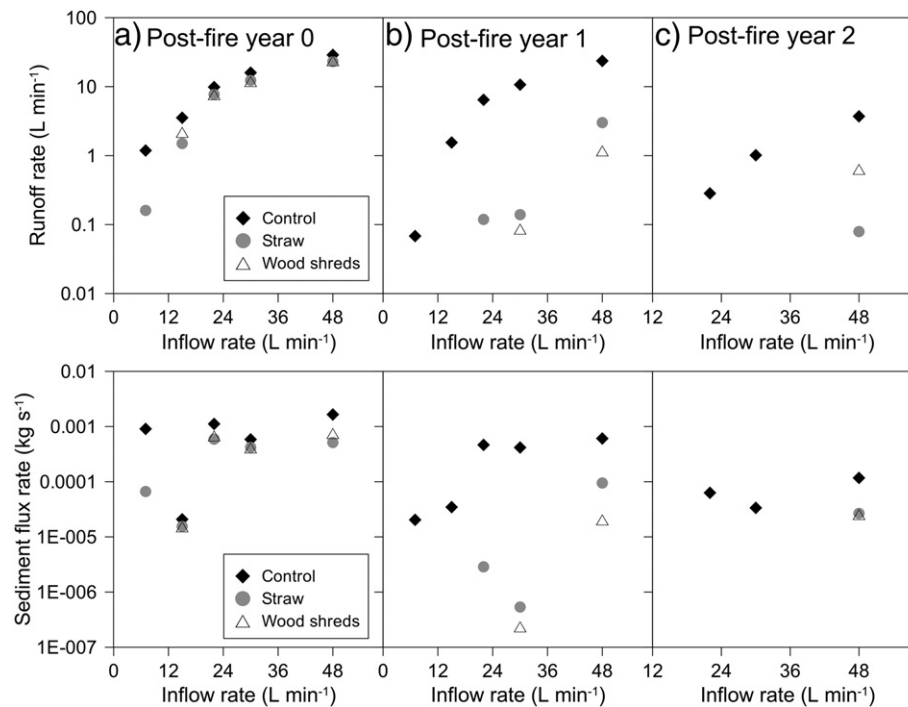 a) Post-fire year 0
b) Post-fire year 1
c) Post-fire year 2
Runoff rate (L min⁻¹)
100
10
1
0.1
0.01
Control
Straw
Wood shreds
0 12 24 36 48
0 12 24 36 48
12 24 36 48
Inflow rate (L min⁻¹)
Inflow rate (L min⁻¹)
Inflow rate (L min⁻¹)
Sediment flux rate (kg s⁻¹)
0.01
0.001
0.0001
1E-005
1E-006
1E-007
Control
Straw
Wood shreds
0 12 24 36 48
0 12 24 36 48
12 24 36 48
Inflow rate (L min⁻¹)
Inflow rate (L min⁻¹)
Inflow rate (L min⁻¹)